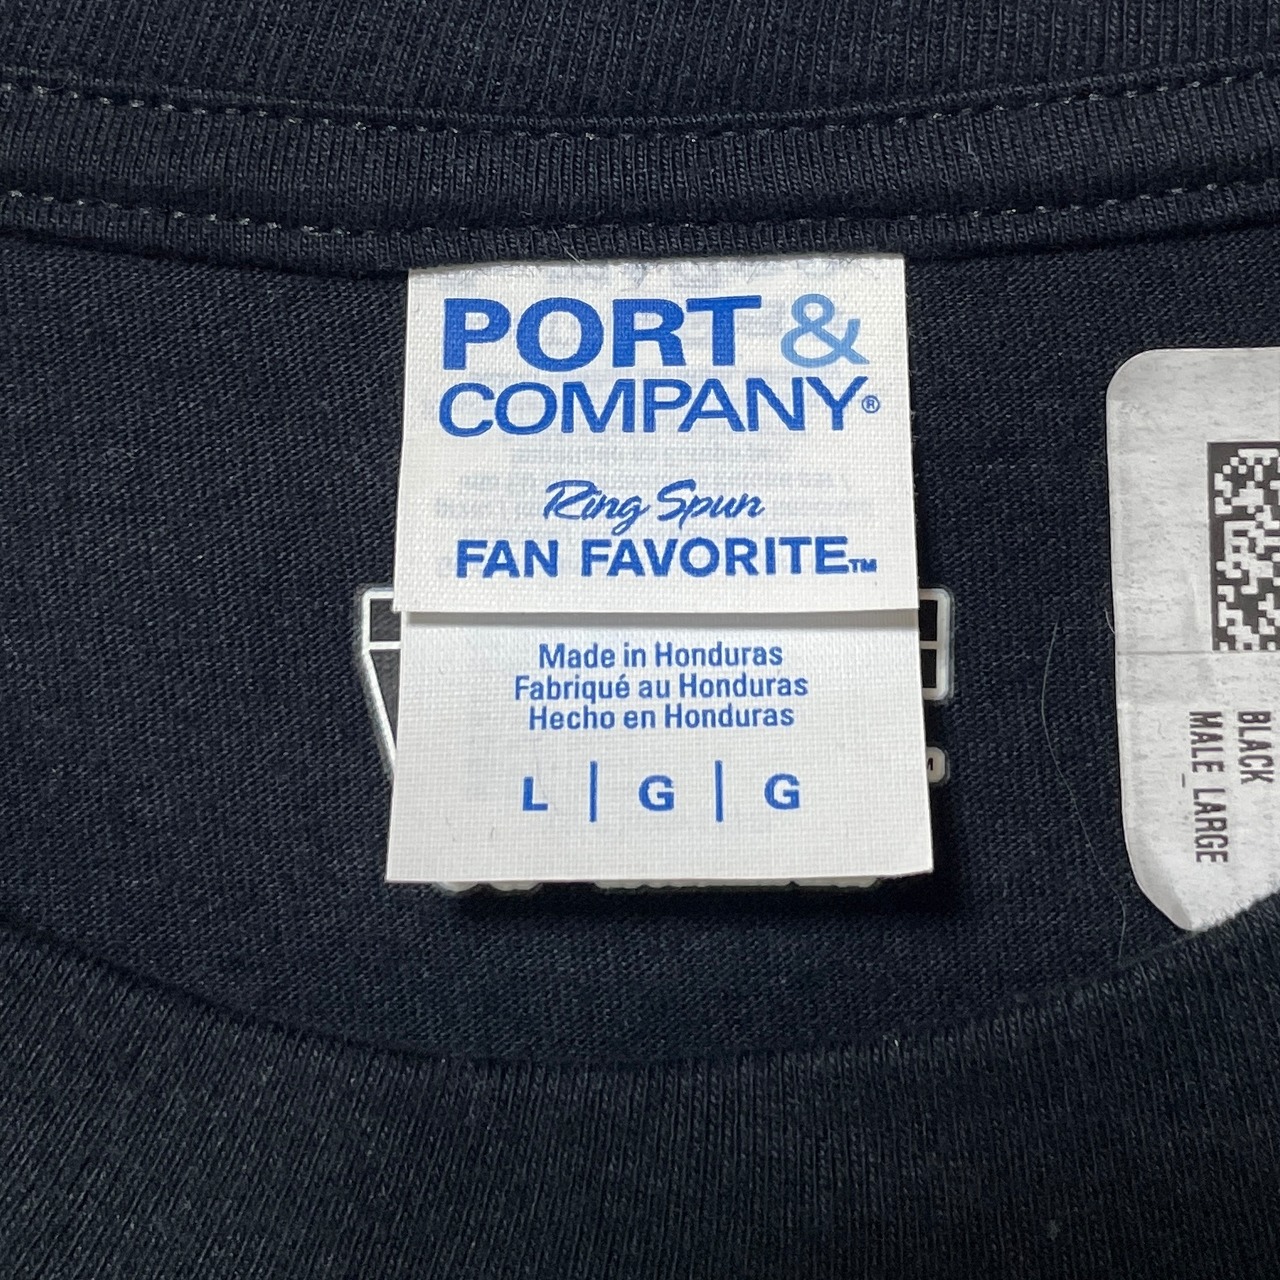 PORT &
COMPANY®
Ring Spun
FAN FAVORITE™
Made in Honduras
Fabriqué au Honduras
Hecho en Honduras
L | G | G
BLACK
MALE_LARGE